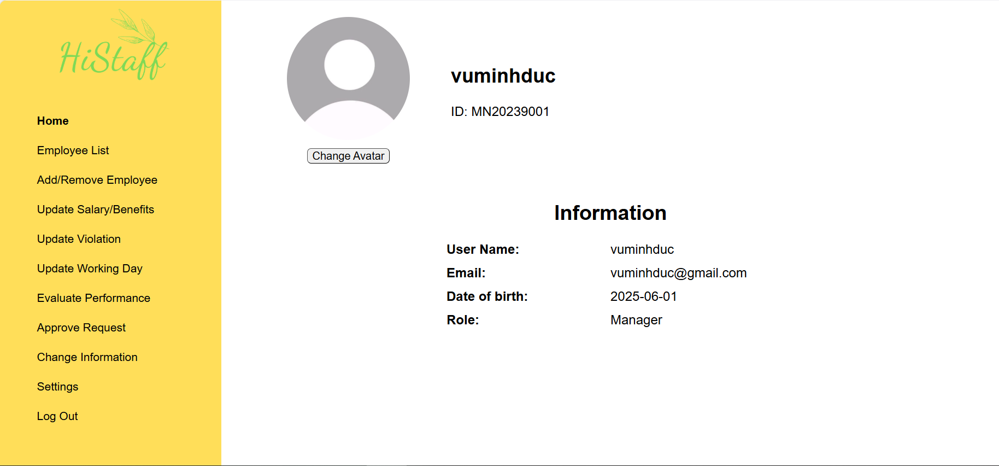 HiStaff
Home
Employee List
Add/Remove Employee
Update Salary/Benefits
Update Violation
Update Working Day
Evaluate Performance
Approve Request
Change Information
Settings
Log Out
vuminhduc
ID: MN20239001
Change Avatar
Information
User Name: vuminhduc
Email: vuminhduc@gmail.com
Date of birth: 2025-06-01
Role: Manager